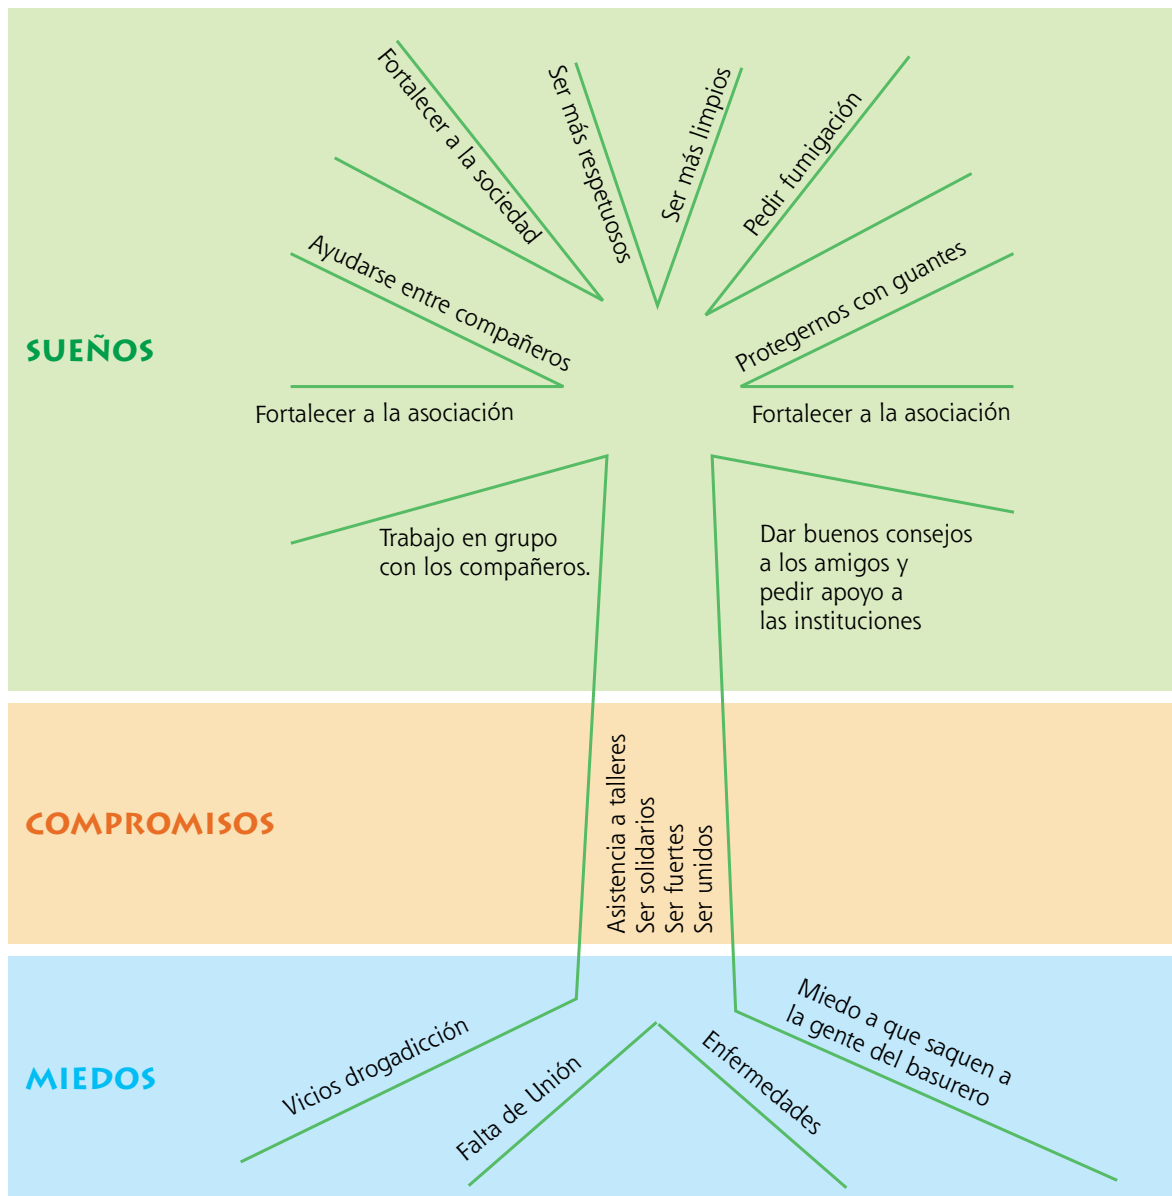 SUEÑOS
Fortalecer a la sociedad
Ser más respetuosos
Ser más limpios
Pedir fumigación
Ayudarse entre compañeros
Protegernos con guantes
Fortalecer a la asociación
Fortalecer a la asociación
Trabajo en grupo
con los compañeros.
Dar buenos consejos
a los amigos y
pedir apoyo a
las instituciones
COMPROMISOS
Asistencia a talleres
Ser solidarios
Ser fuertes
Ser unidos
MIEDOS
Vicios drogadicción
Falta de Unión
Enfermedades
Miedo a que saquen a
la gente del basurero